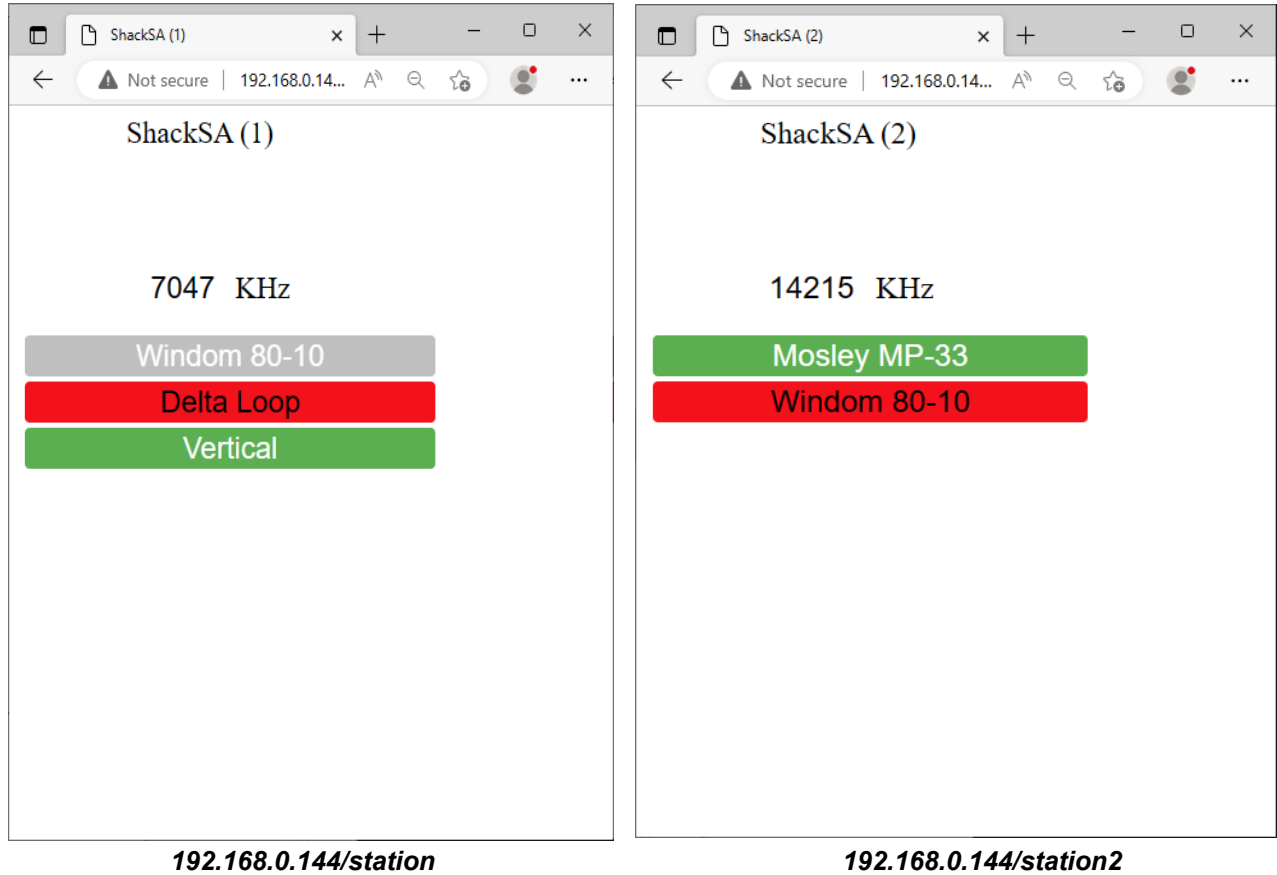 ShackSA (1)
Not secure | 192.168.0.14...
ShackSA (1)
7047 KHz
Windom 80-10
Delta Loop
Vertical
192.168.0.144/station
ShackSA (2)
Not secure | 192.168.0.14...
ShackSA (2)
14215 KHz
Mosley MP-33
Windom 80-10
192.168.0.144/station2